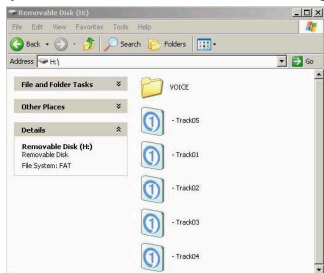 Removable Disk (H:)
File Edit View Favorites Tools Help
Back Search Folders
Address H:\ Go
File and Folder Tasks
Other Places
Details
Removable Disk (H:)
Removable Disk
File System: FAT
VOICE
- Track05
- Track01
- Track02
- Track03
- Track04